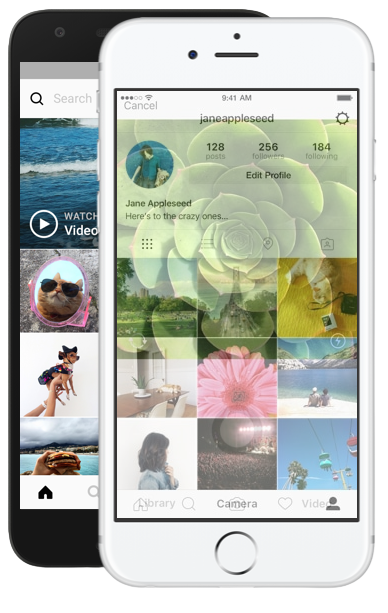 Search
WATCH
Video
9:41 AM
Cancel
janeappleseed
128
256
184
posts
followers
following
Edit Profile
Jane Appleseed
Here's to the crazy ones...
Library
Camera
Video